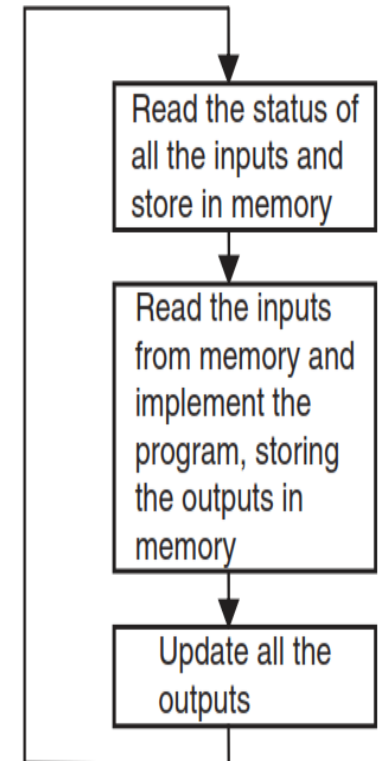 Read the status of
all the inputs and
store in memory
Read the inputs
from memory and
implement the
program, storing
the outputs in
memory
Update all the
outputs